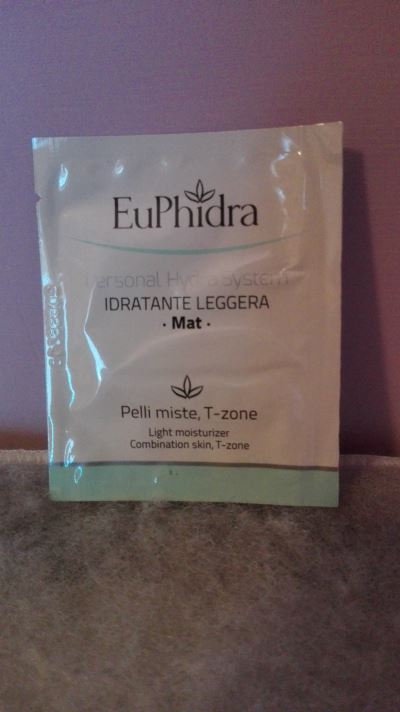 EuPhidra
Personal Hydra System
IDRATANTE LEGGERA
· Mat ·
Pelli miste, T-zone
Light moisturizer
Combination skin, T-zone